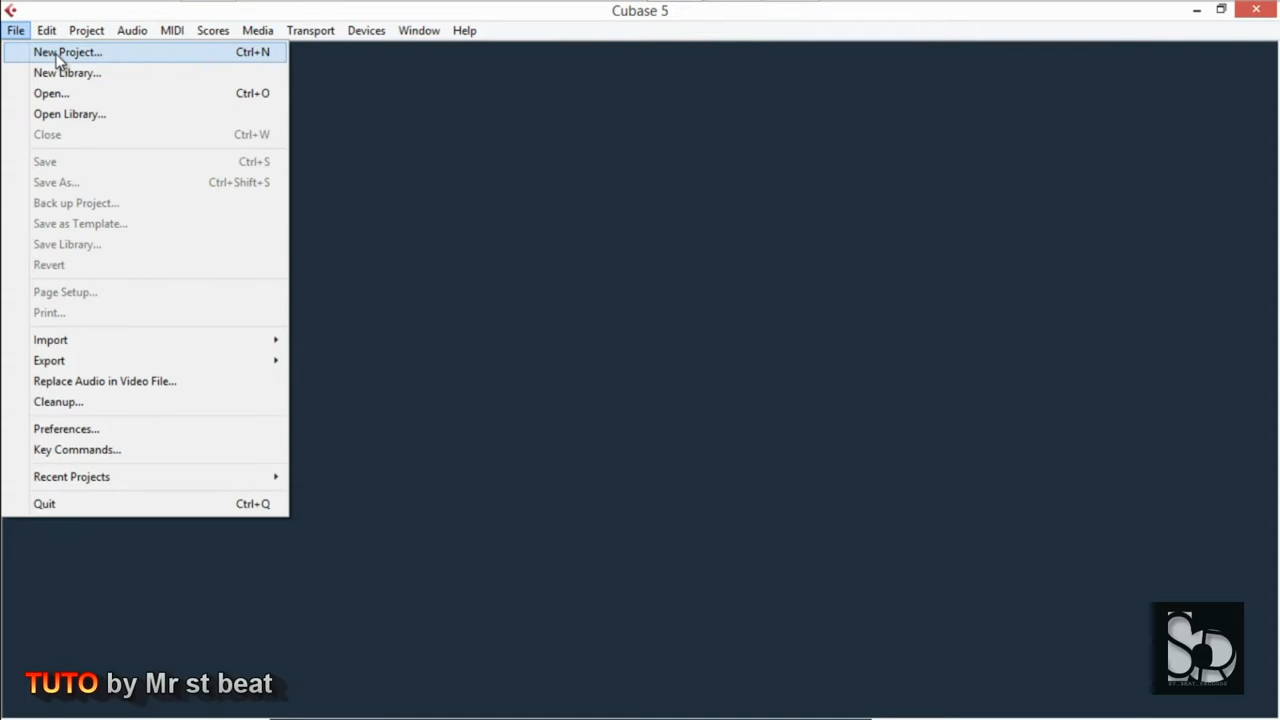 Cubase 5
File Edit Project Audio MIDI Scores Media Transport Devices Window Help
New Project... Ctrl+N
New Library...
Open... Ctrl+O
Open Library...
Close Ctrl+W
Save Ctrl+S
Save As... Ctrl+Shift+S
Back up Project...
Save as Template...
Save Library...
Revert
Page Setup...
Print...
Import
Export
Replace Audio in Video File...
Cleanup...
Preferences...
Key Commands...
Recent Projects
Quit Ctrl+Q
TUTO by Mr st beat
ST_BEAT_RECORDS